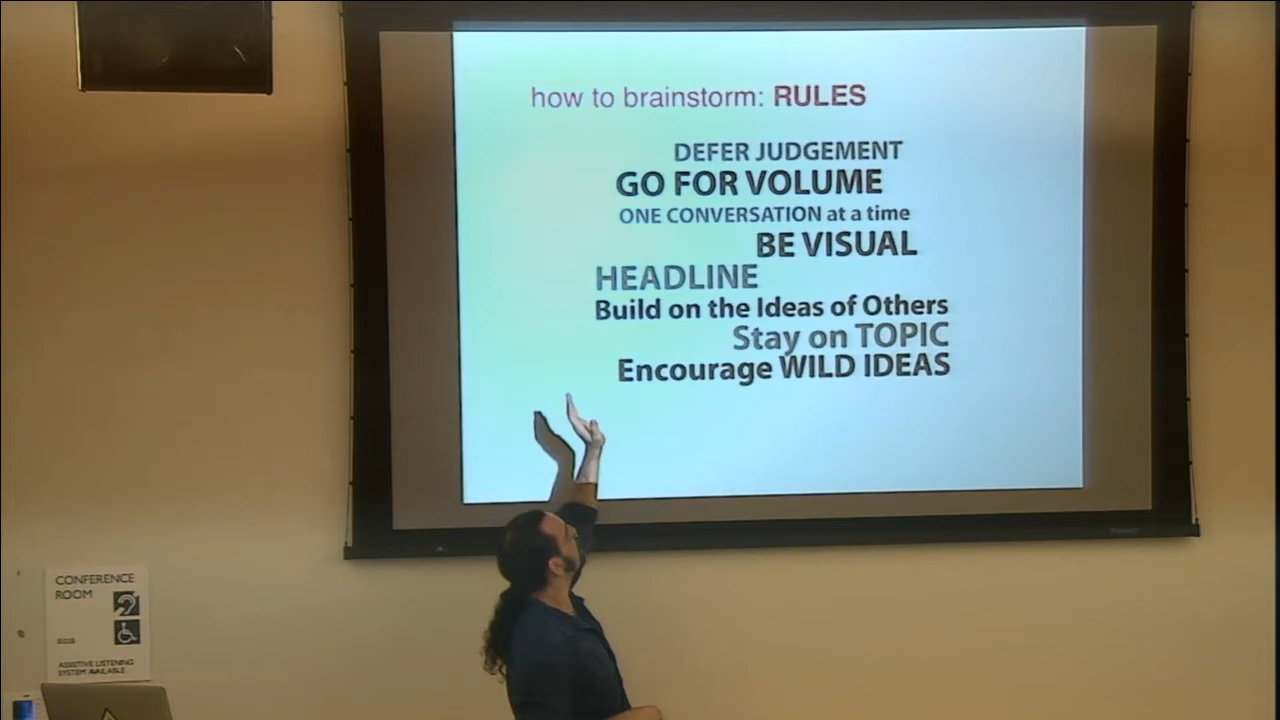 how to brainstorm: RULES
DEFER JUDGEMENT
GO FOR VOLUME
ONE CONVERSATION at a time
BE VISUAL
HEADLINE
Build on the Ideas of Others
Stay on TOPIC
Encourage WILD IDEAS
CONFERENCE
ROOM
ASSISTIVE LISTENING
SYSTEM AVAILABLE